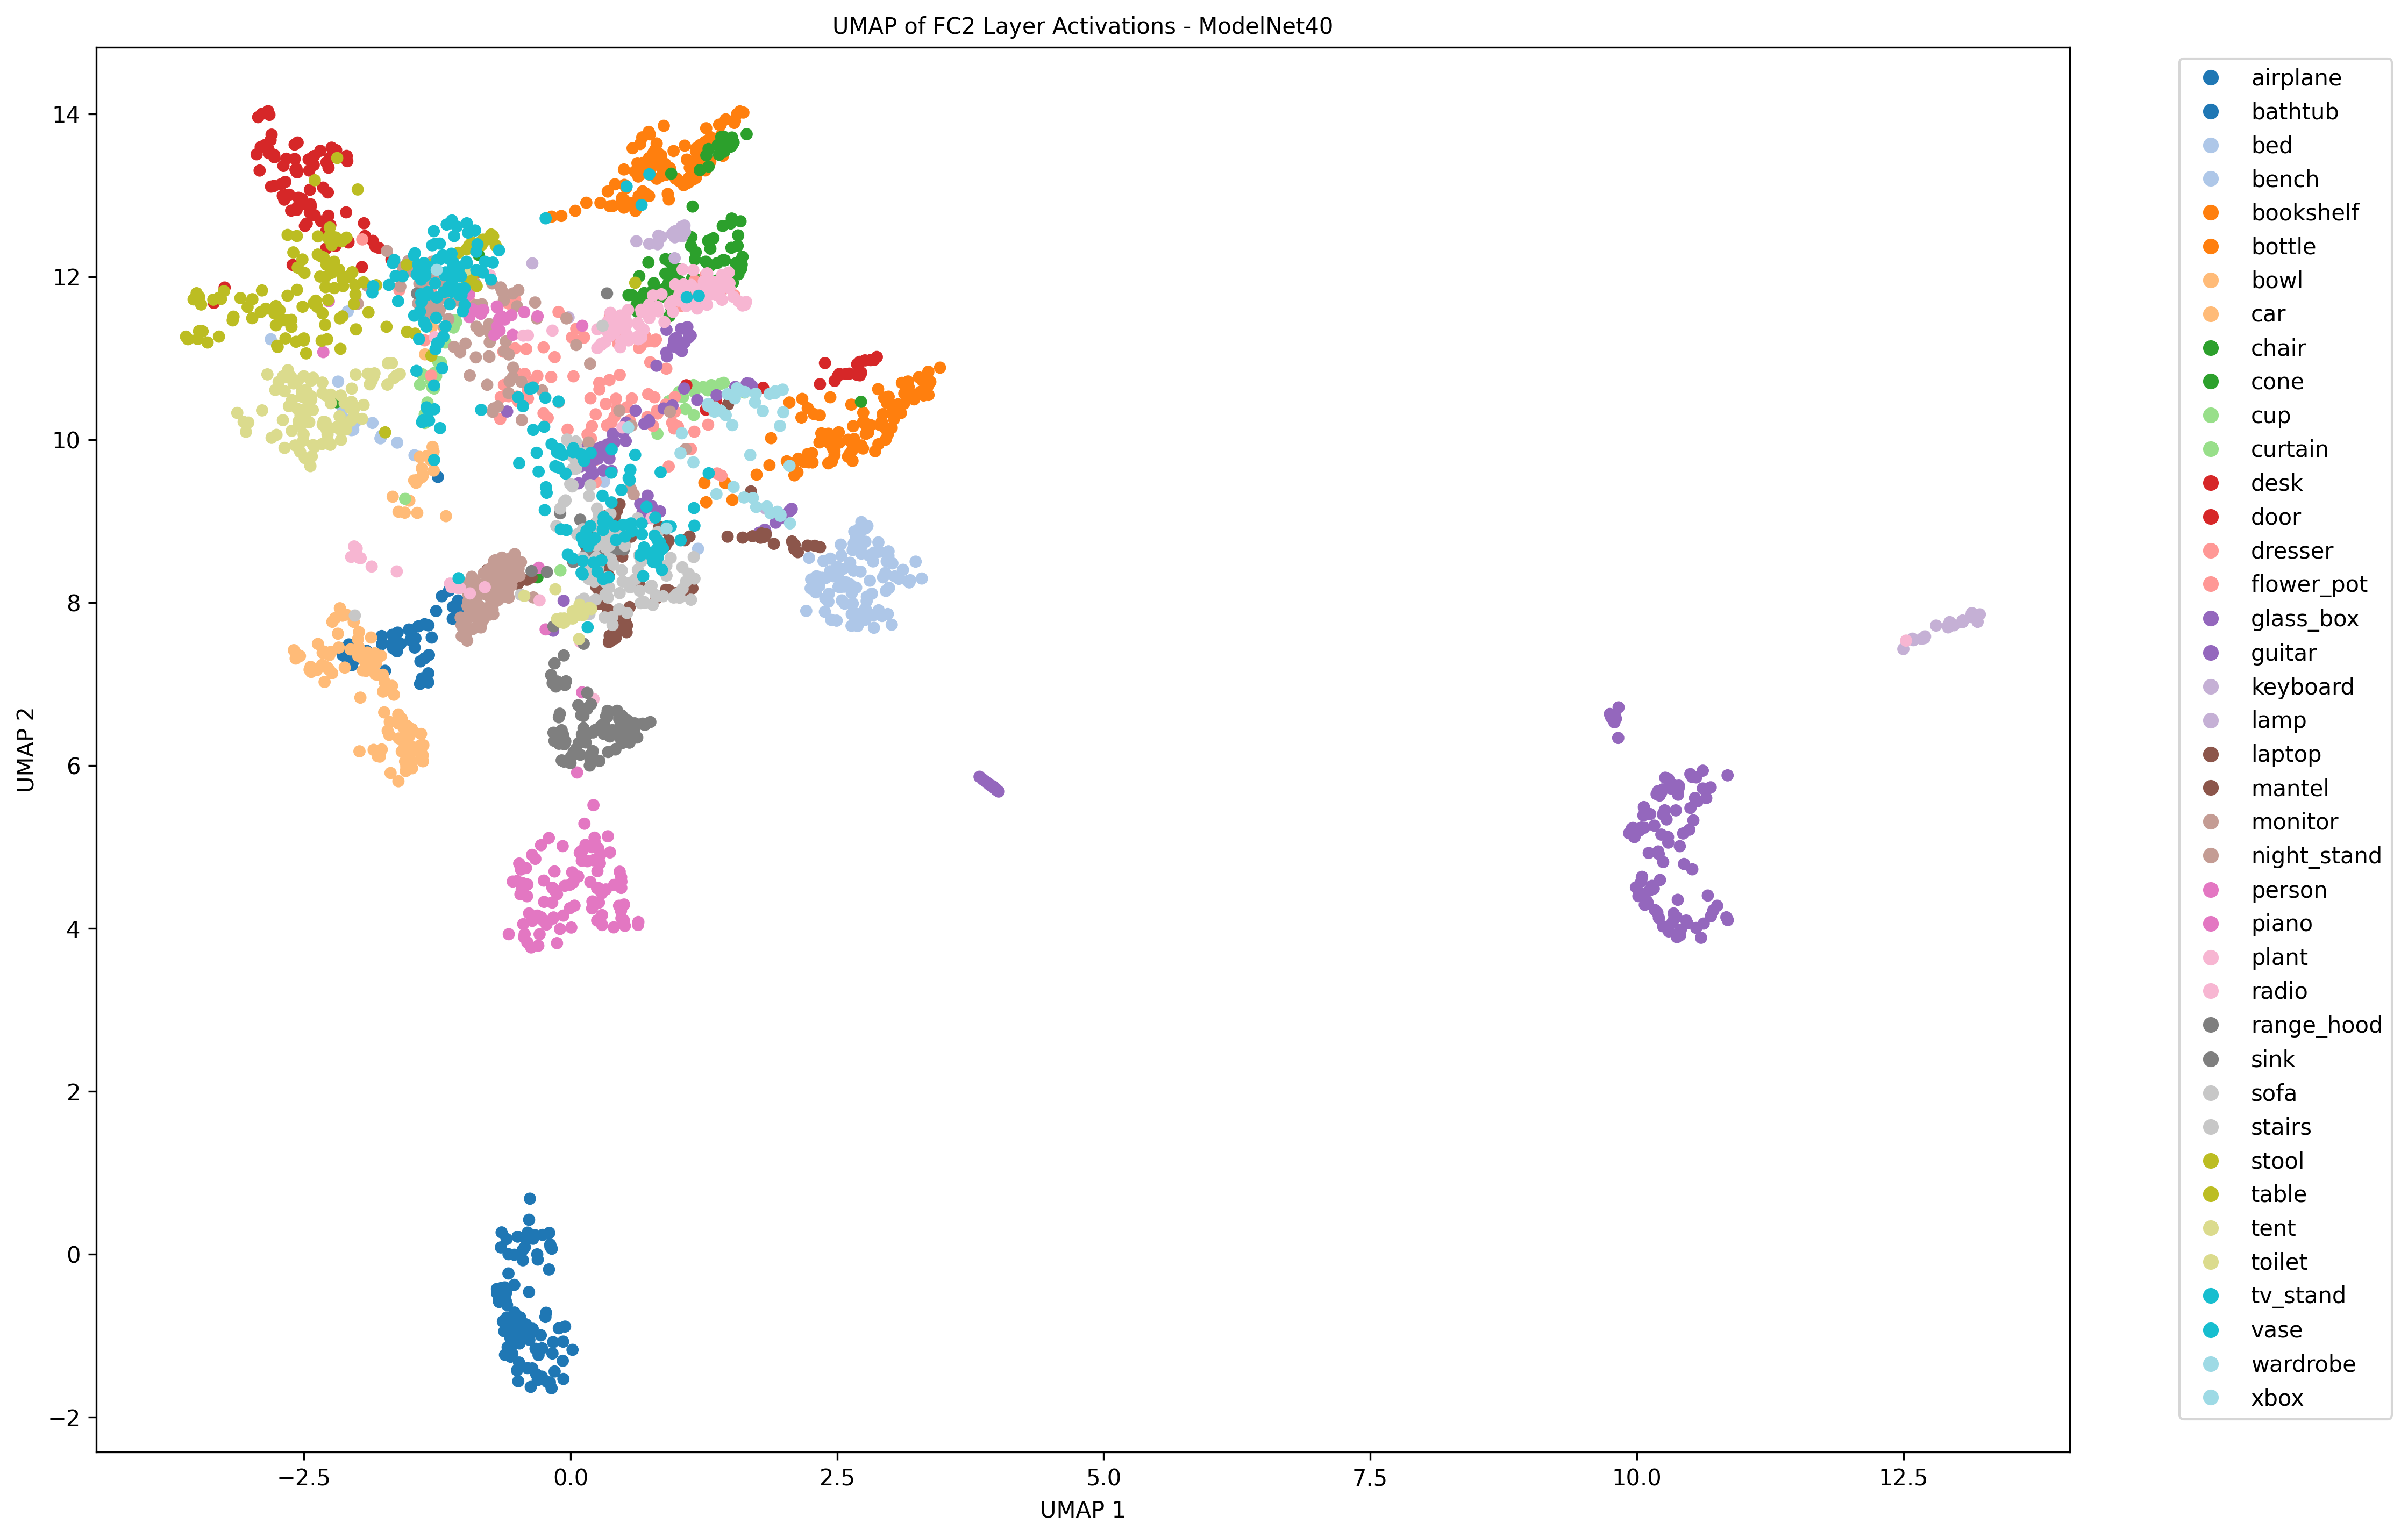 UMAP of FC2 Layer Activations - ModelNet40
14
12
10
8
6
4
2
0
−2
UMAP 2
−2.5
0.0
2.5
5.0
7.5
10.0
12.5
UMAP 1
airplane
bathtub
bed
bench
bookshelf
bottle
bowl
car
chair
cone
cup
curtain
desk
door
dresser
flower_pot
glass_box
guitar
keyboard
lamp
laptop
mantel
monitor
night_stand
person
piano
plant
radio
range_hood
sink
sofa
stairs
stool
table
tent
toilet
tv_stand
vase
wardrobe
xbox